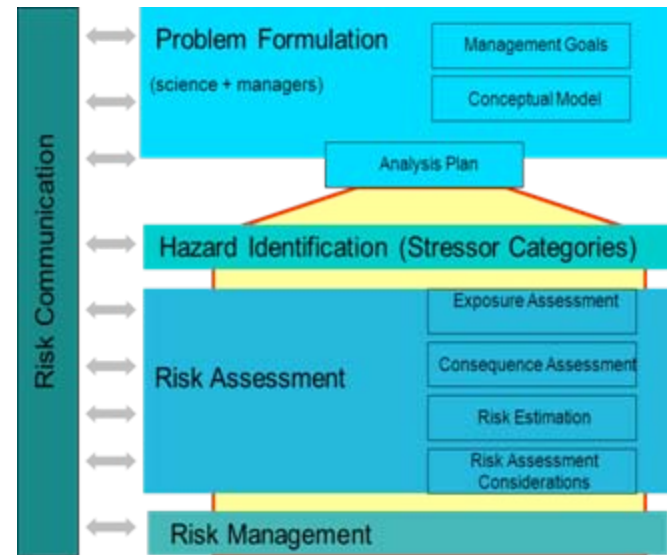 Risk Communication
Problem Formulation
(science + managers)
Management Goals
Conceptual Model
Analysis Plan
Hazard Identification (Stressor Categories)
Risk Assessment
Exposure Assessment
Consequence Assessment
Risk Estimation
Risk Assessment
Considerations
Risk Management